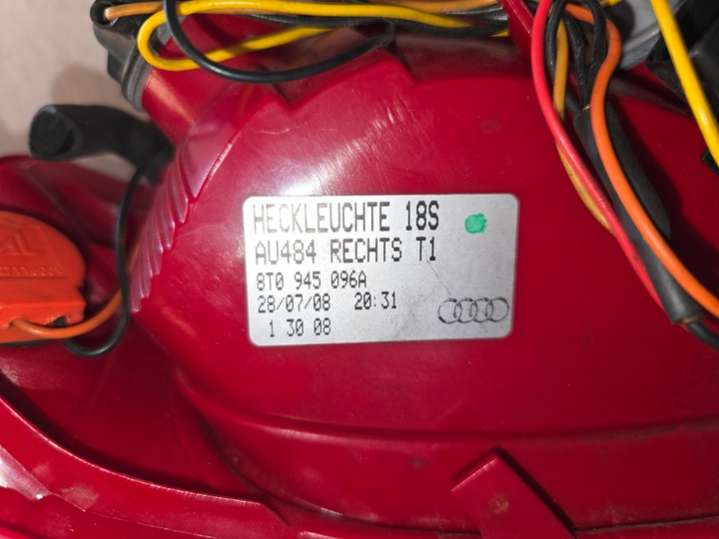 HECKLEUCHTE 18S
AU484 RECHTS T1
8T0 945 096A
28/07/08 20:31
1 30 08